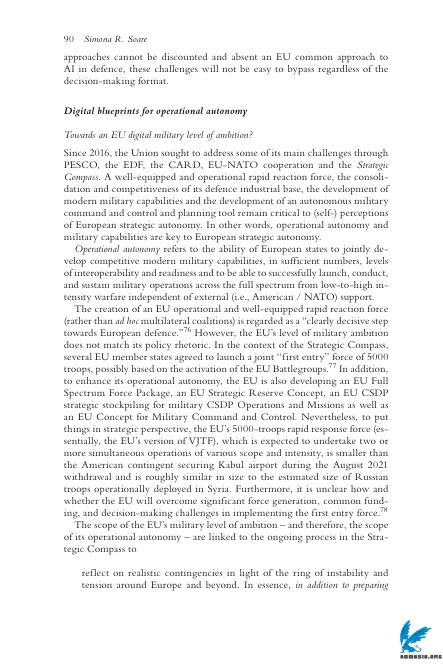 90 Simona R. Soare
approaches cannot be discounted and absent an EU common approach to
AI in defence, these challenges will not be easy to bypass regardless of the
decision-making format.
Digital blueprints for operational autonomy
Towards an EU digital military level of ambition?
Since 2016, the Union sought to address some of its main challenges through
PESCO, the EDF, the CARD, EU-NATO cooperation and the Strategic
Compass. A well-equipped and operational rapid reaction force, the consoli-
dation and competitiveness of its defence industrial base, the development of
modern military capabilities and the development of an autonomous military
command and control and planning tool remain critical to (self-) perceptions
of European strategic autonomy. In other words, operational autonomy and
military capabilities are key to European strategic autonomy.
Operational autonomy refers to the ability of European states to jointly de-
velop competitive modern military capabilities, in sufficient numbers, levels
of interoperability and readiness and to be able to successfully launch, conduct,
and sustain military operations across the full spectrum from low-to-high in-
tensity warfare independent of external (i.e., American / NATO) support.
The creation of an EU operational and well-equipped rapid reaction force
(rather than ad hoc multilateral coalitions) is regarded as a “clearly decisive step
towards European defence.”76 However, the EU’s level of military ambition
does not match its policy rhetoric. In the context of the Strategic Compass,
several EU member states agreed to launch a joint “first entry” force of 5000
troops, possibly based on the activation of the EU Battlegroups.77 In addition,
to enhance its operational autonomy, the EU is also developing an EU Full
Spectrum Force Package, an EU Strategic Reserve Concept, an EU CSDP
strategic stockpiling for military CSDP Operations and Missions as well as
an EU Concept for Military Command and Control. Nevertheless, to put
things in strategic perspective, the EU’s 5000-troops rapid response force (es-
sentially, the EU’s version of VJTF), which is expected to undertake two or
more simultaneous operations of various scope and intensity, is smaller than
the American contingent securing Kabul airport during the August 2021
withdrawal and is roughly similar in size to the estimated size of Russian
troops operationally deployed in Syria. Furthermore, it is unclear how and
whether the EU will overcome significant force generation, common fund-
ing, and decision-making challenges in implementing the first entry force.78
The scope of the EU’s military level of ambition – and therefore, the scope
of its operational autonomy – are linked to the ongoing process in the Stra-
tegic Compass to
reflect on realistic contingencies in light of the ring of instability and
tension around Europe and beyond. In essence, in addition to preparing